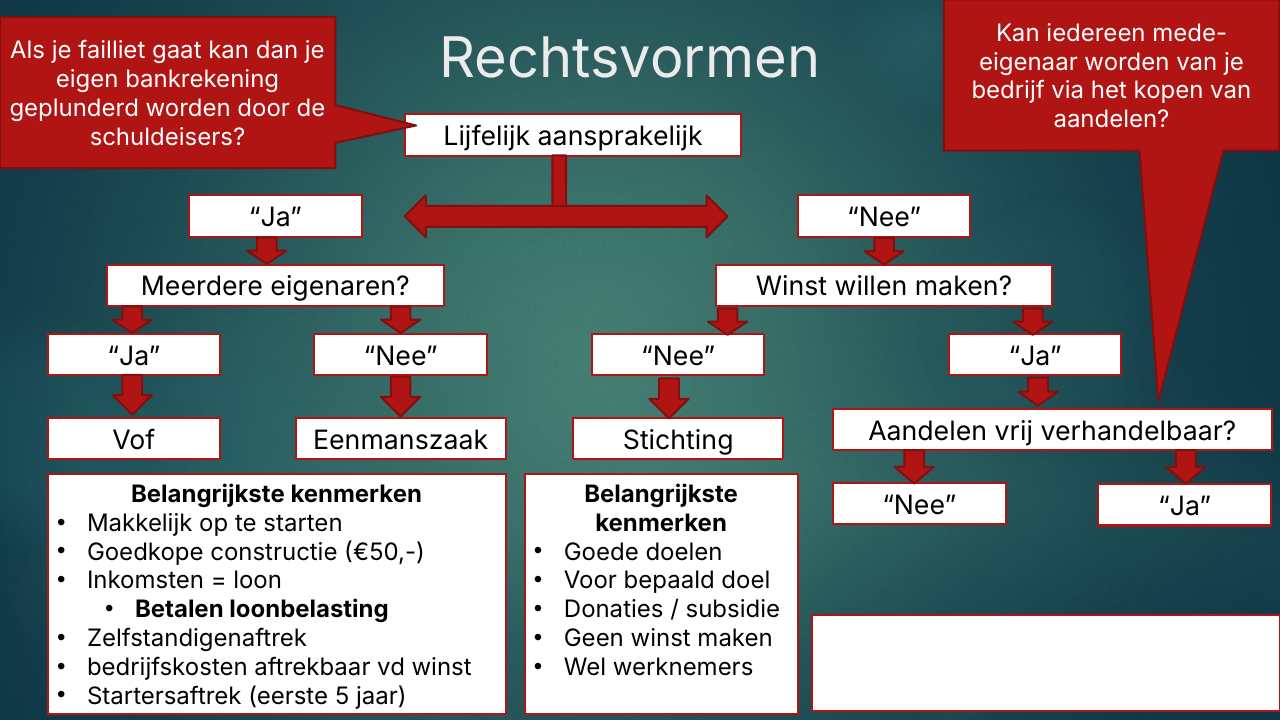 Als je failliet gaat kan dan je
eigen bankrekening
geplunderd worden door de
schuldeisers?
Rechtsvormen
Kan iedereen mede-
eigenaar worden van je
bedrijf via het kopen van
aandelen?
Lijfelijk aansprakelijk
“Ja”
“Nee”
Meerdere eigenaren?
Winst willen maken?
“Ja”
“Nee”
“Nee”
“Ja”
Vof
Eenmanszaak
Stichting
Aandelen vrij verhandelbaar?
“Nee”
“Ja”
Belangrijkste kenmerken
• Makkelijk op te starten
• Goedkope constructie (€50,-)
• Inkomsten = loon
• Betalen loonbelasting
• Zelfstandigenaftrek
• bedrijfskosten aftrekbaar vd winst
• Startersaftrek (eerste 5 jaar)
Belangrijkste
kenmerken
• Goede doelen
• Voor bepaald doel
• Donaties / subsidie
• Geen winst maken
• Wel werknemers